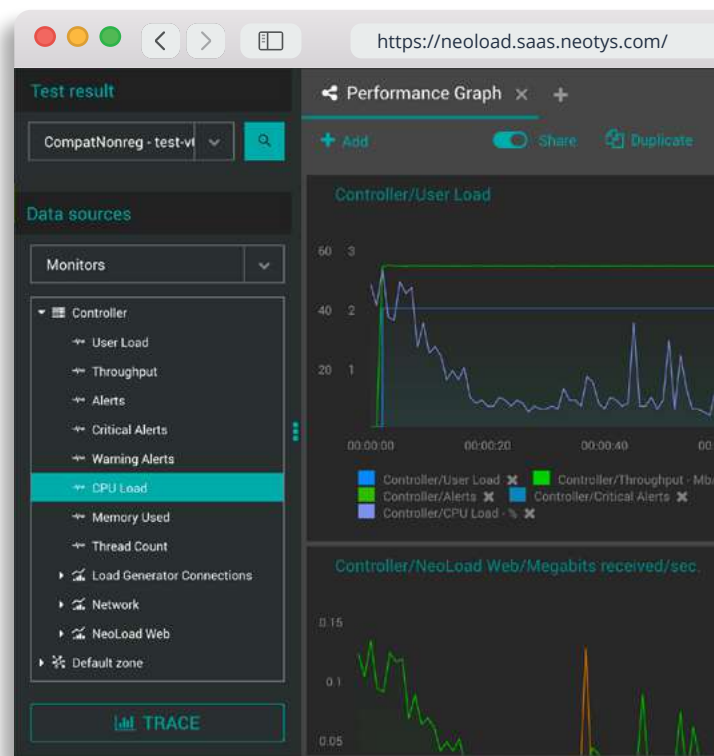 https://neoload.saas.neotys.com/
Test result
CompatNonreg - test-v
Data sources
Monitors
Controller
User Load
Throughput
Alerts
Critical Alerts
Warning Alerts
CPU Load
Memory Used
Thread Count
Load Generator Connections
Network
NeoLoad Web
Default zone
TRACE
Performance Graph
Add Share Duplicate
Controller/User Load
60 3
40 2
20 1
00:00:00 00:00:20 00:00:40 00:
Controller/User Load Controller/Throughput - Mb/
Controller/Alerts Controller/Critical Alerts
Controller/CPU Load - %
Controller/NeoLoad Web/Megabits received/sec.
0.15
0.1
0.05